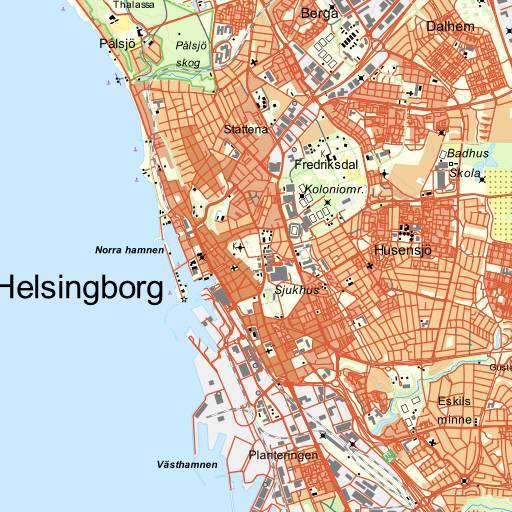 Thalassa
Berga
Dalhem
Pålsjö
Pålsjö
skog
Stattena
Fredriksdal
Badhus
Skola
Koloniomr.
Norra hamnen
Husensjö
Helsingborg
Sjukhus
Gust
Eskils
minne
Planteringen
Västhamnen